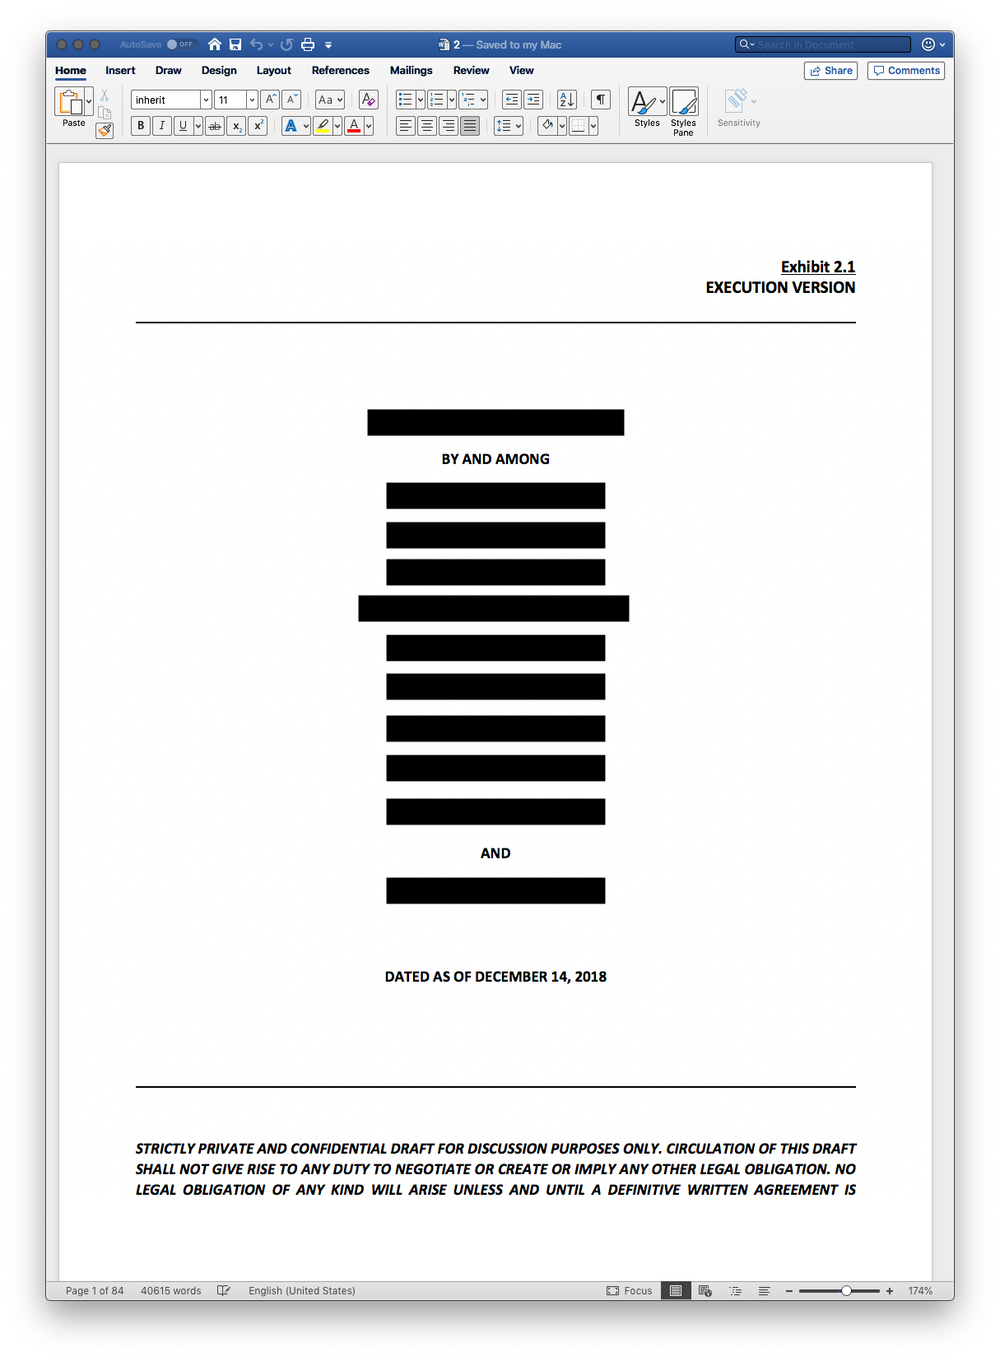 AutoSave OFF
2 — Saved to my Mac
Search in Document
Home Insert Draw Design Layout References Mailings Review View
Share Comments
Paste
inherit 11
Styles
Styles Pane
Sensitivity
Exhibit 2.1
EXECUTION VERSION
BY AND AMONG
AND
DATED AS OF DECEMBER 14, 2018
STRICTLY PRIVATE AND CONFIDENTIAL DRAFT FOR DISCUSSION PURPOSES ONLY. CIRCULATION OF THIS DRAFT
SHALL NOT GIVE RISE TO ANY DUTY TO NEGOTIATE OR CREATE OR IMPLY ANY OTHER LEGAL OBLIGATION. NO
LEGAL OBLIGATION OF ANY KIND WILL ARISE UNLESS AND UNTIL A DEFINITIVE WRITTEN AGREEMENT IS
Page 1 of 84 40615 words English (United States) Focus 174%